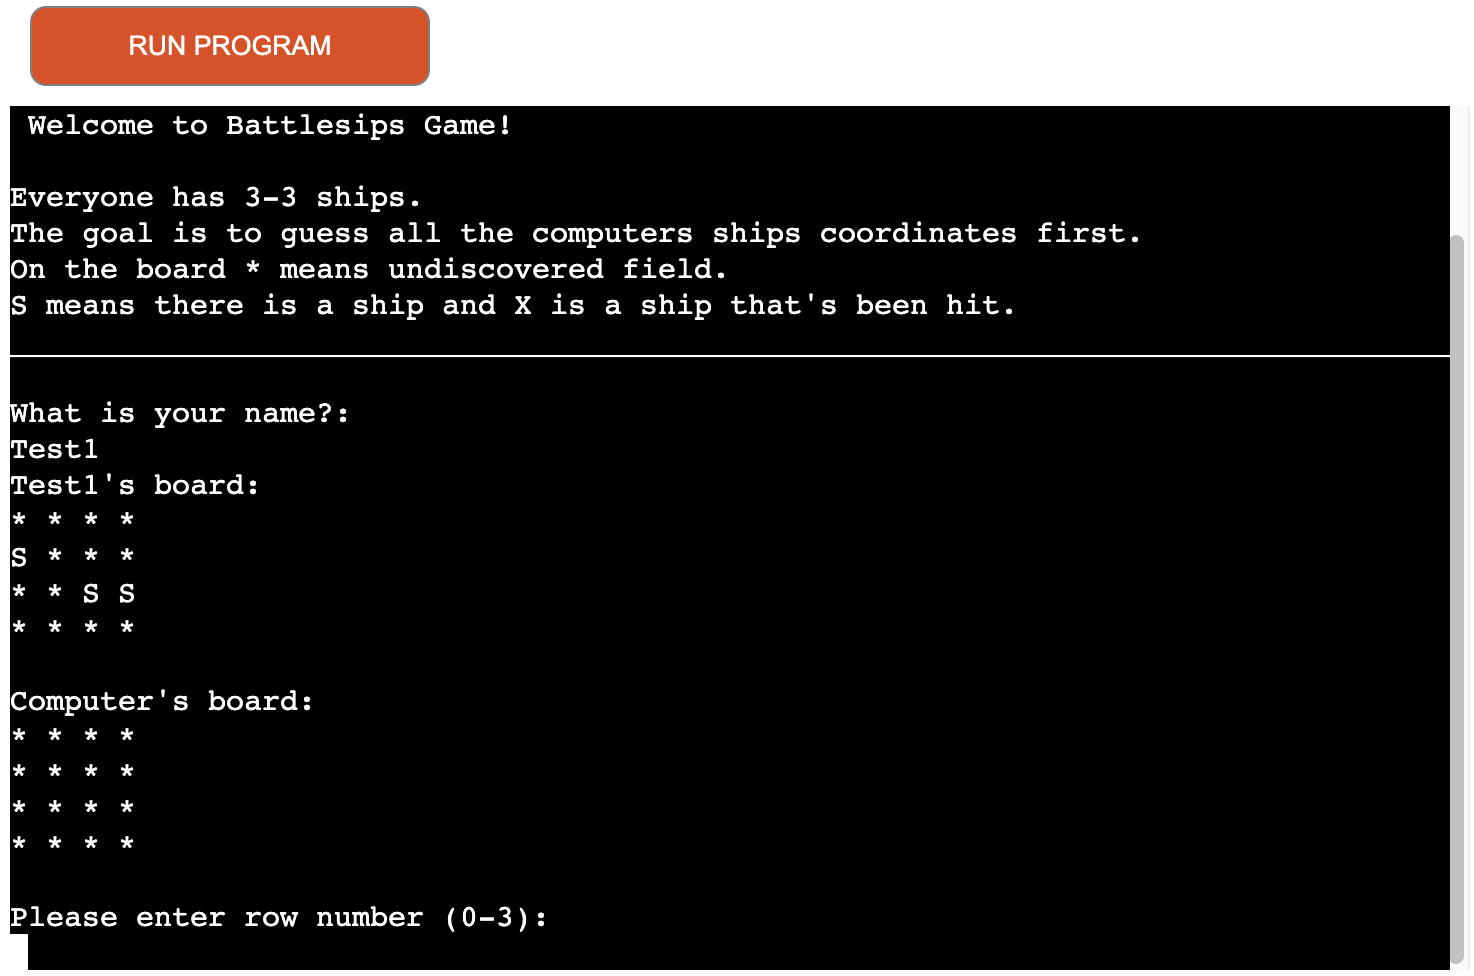 RUN PROGRAM
Welcome to Battlesips Game!
Everyone has 3-3 ships.
The goal is to guess all the computers ships coordinates first.
On the board * means undiscovered field.
S means there is a ship and X is a ship that's been hit.
What is your name?:
Test1
Test1's board:
* * * *
S * * *
* * S S
* * * *
Computer's board:
* * * *
* * * *
* * * *
* * * *
Please enter row number (0-3):